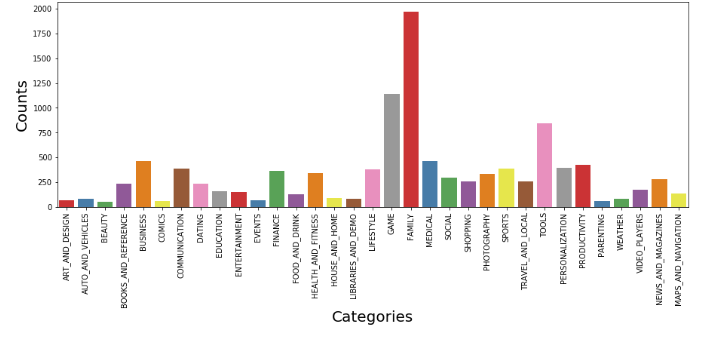 2000
1750
1500
1250
1000
750
500
250
0
Counts
ART_AND_DESIGN
AUTO_AND_VEHICLES
BEAUTY
BOOKS_AND_REFERENCE
BUSINESS
COMICS
COMMUNICATION
DATING
EDUCATION
ENTERTAINMENT
EVENTS
FINANCE
FOOD_AND_DRINK
HEALTH_AND_FITNESS
HOUSE_AND_HOME
LIBRARIES_AND_DEMO
LIFESTYLE
GAME
FAMILY
MEDICAL
SOCIAL
SHOPPING
PHOTOGRAPHY
SPORTS
TRAVEL_AND_LOCAL
TOOLS
PERSONALIZATION
PRODUCTIVITY
PARENTING
WEATHER
VIDEO_PLAYERS
NEWS_AND_MAGAZINES
MAPS_AND_NAVIGATION
Categories